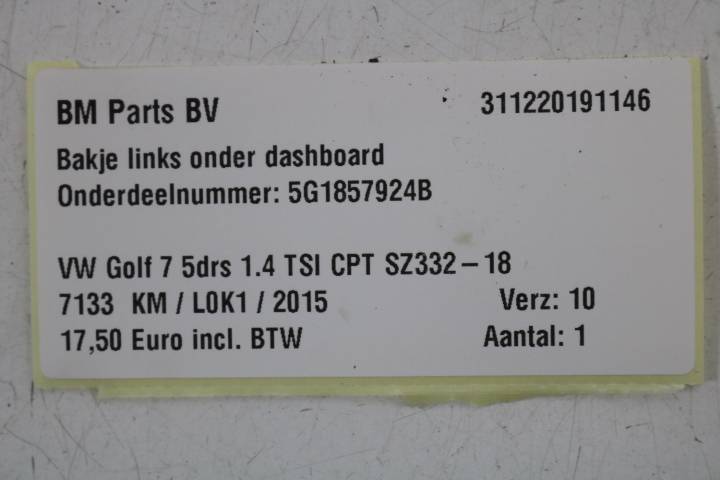 BM Parts BV 311220191146
Bakje links onder dashboard
Onderdeelnummer: 5G1857924B
VW Golf 7 5drs 1.4 TSI CPT SZ332 – 18
7133 KM / L0K1 / 2015 Verz: 10
17,50 Euro incl. BTW Aantal: 1